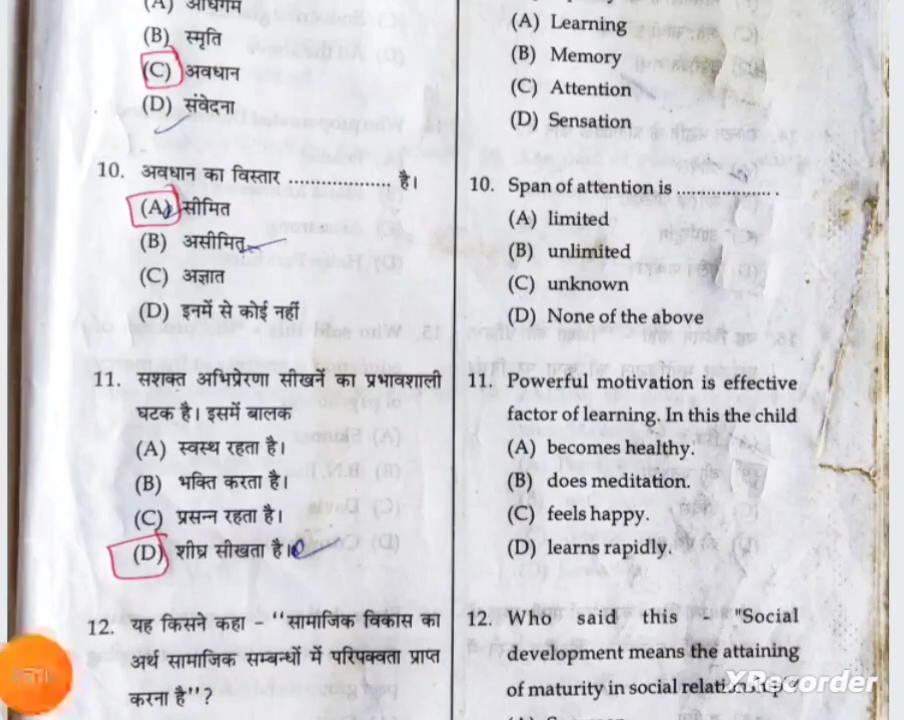 (A) अधिगम
(B) स्मृति
(C) अवधान
(D) संवेदना
10. अवधान का विस्तार ................... है।
(A) सीमित
(B) असीमित
(C) अज्ञात
(D) इनमें से कोई नहीं
11. सशक्त अभिप्रेरणा सीखनें का प्रभावशाली
घटक है। इसमें बालक
(A) स्वस्थ रहता है।
(B) भक्ति करता है।
(C) प्रसन्न रहता है।
(D) शीघ्र सीखता है।
12. यह किसने कहा - "सामाजिक विकास का
अर्थ सामाजिक सम्बन्धों में परिपक्वता प्राप्त
करना है"?
(A) Learning
(B) Memory
(C) Attention
(D) Sensation
10. Span of attention is ................... .
(A) limited
(B) unlimited
(C) unknown
(D) None of the above
11. Powerful motivation is effective
factor of learning. In this the child
(A) becomes healthy.
(B) does meditation.
(C) feels happy.
(D) learns rapidly.
12. Who said this - "Social
development means the attaining
of maturity in social
XRecorder